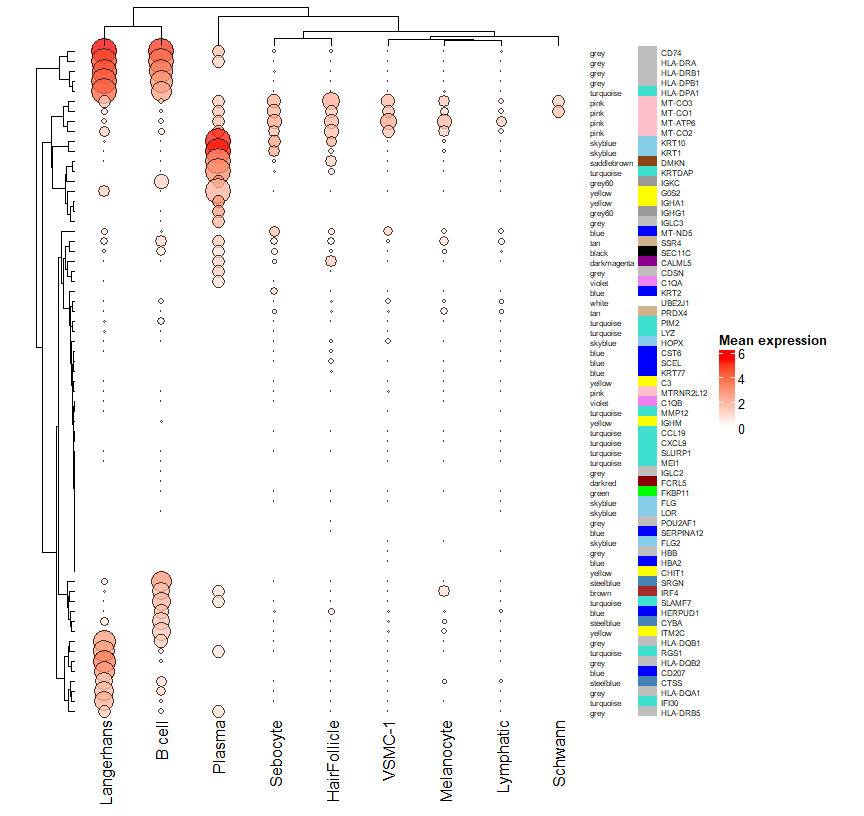 grey CD74
grey HLA-DRA
grey HLA-DRB1
grey HLA-DPB1
turquoise HLA-DPA1
pink MT-CO3
pink MT-CO1
pink MT-ATP6
pink MT-CO2
skyblue KRT10
skyblue KRT1
saddlebrown DMKN
turquoise KRTDAP
grey60 IGKC
yellow G0S2
yellow IGHA1
grey60 IGHG1
grey IGLC3
blue MT-ND5
tan SSR4
black SEC11C
darkmagenta CALML5
grey CDSN
violet C1QA
blue KRT2
white UBE2J1
tan PRDX4
turquoise PIM2
turquoise LYZ
skyblue HOPX
blue CST6
blue SCEL
blue KRT77
yellow C3
pink MTRNR2L12
violet C1QB
turquoise MMP12
yellow IGHM
turquoise CCL19
turquoise CXCL9
turquoise SLURP1
turquoise MEI1
grey IGLC2
darkred FCRL5
green FKBP11
skyblue FLG
skyblue LOR
grey POU2AF1
blue SERPINA12
skyblue FLG2
grey HBB
blue HBA2
yellow CHIT1
steelblue SRGN
brown IRF4
turquoise SLAMF7
blue HERPUD1
steelblue CYBA
yellow ITM2C
grey HLA-DQB1
turquoise RGS1
grey HLA-DQB2
blue CD207
steelblue CTSS
grey HLA-DQA1
turquoise IFI30
grey HLA-DRB5
Mean expression
6
4
2
0
Langerhans
B cell
Plasma
Sebocyte
HairFollicle
VSMC-1
Melanocyte
Lymphatic
Schwann